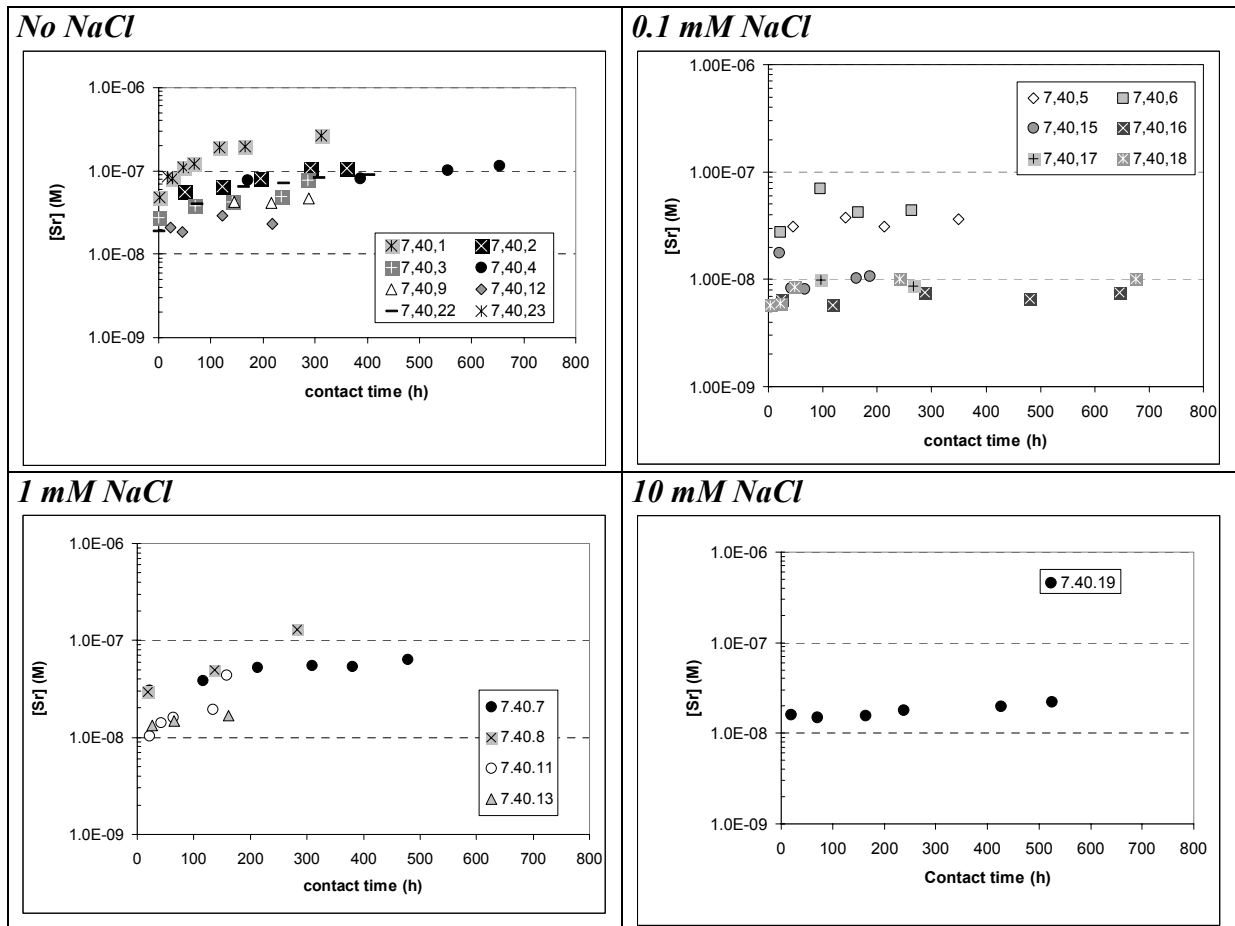 No NaCl
1.0E-06
1.0E-07
1.0E-08
1.0E-09
[Sr] (M)
0 100 200 300 400 500 600 700 800
contact time (h)
7,40,1 7,40,2
7,40,3 7,40,4
7,40,9 7,40,12
7,40,22 7,40,23
0.1 mM NaCl
1.00E-06
1.00E-07
1.00E-08
1.00E-09
[Sr] (M)
0 100 200 300 400 500 600 700 800
contact time (h)
7,40,5 7,40,6
7,40,15 7,40,16
7,40,17 7,40,18
1 mM NaCl
1.0E-06
1.0E-07
1.0E-08
1.0E-09
[Sr] (M)
0 100 200 300 400 500 600 700 800
contact time (h)
7.40.7
7.40.8
7.40.11
7.40.13
10 mM NaCl
1.0E-06
1.0E-07
1.0E-08
1.0E-09
[Sr] (M)
0 100 200 300 400 500 600 700 800
Contact time (h)
7.40.19